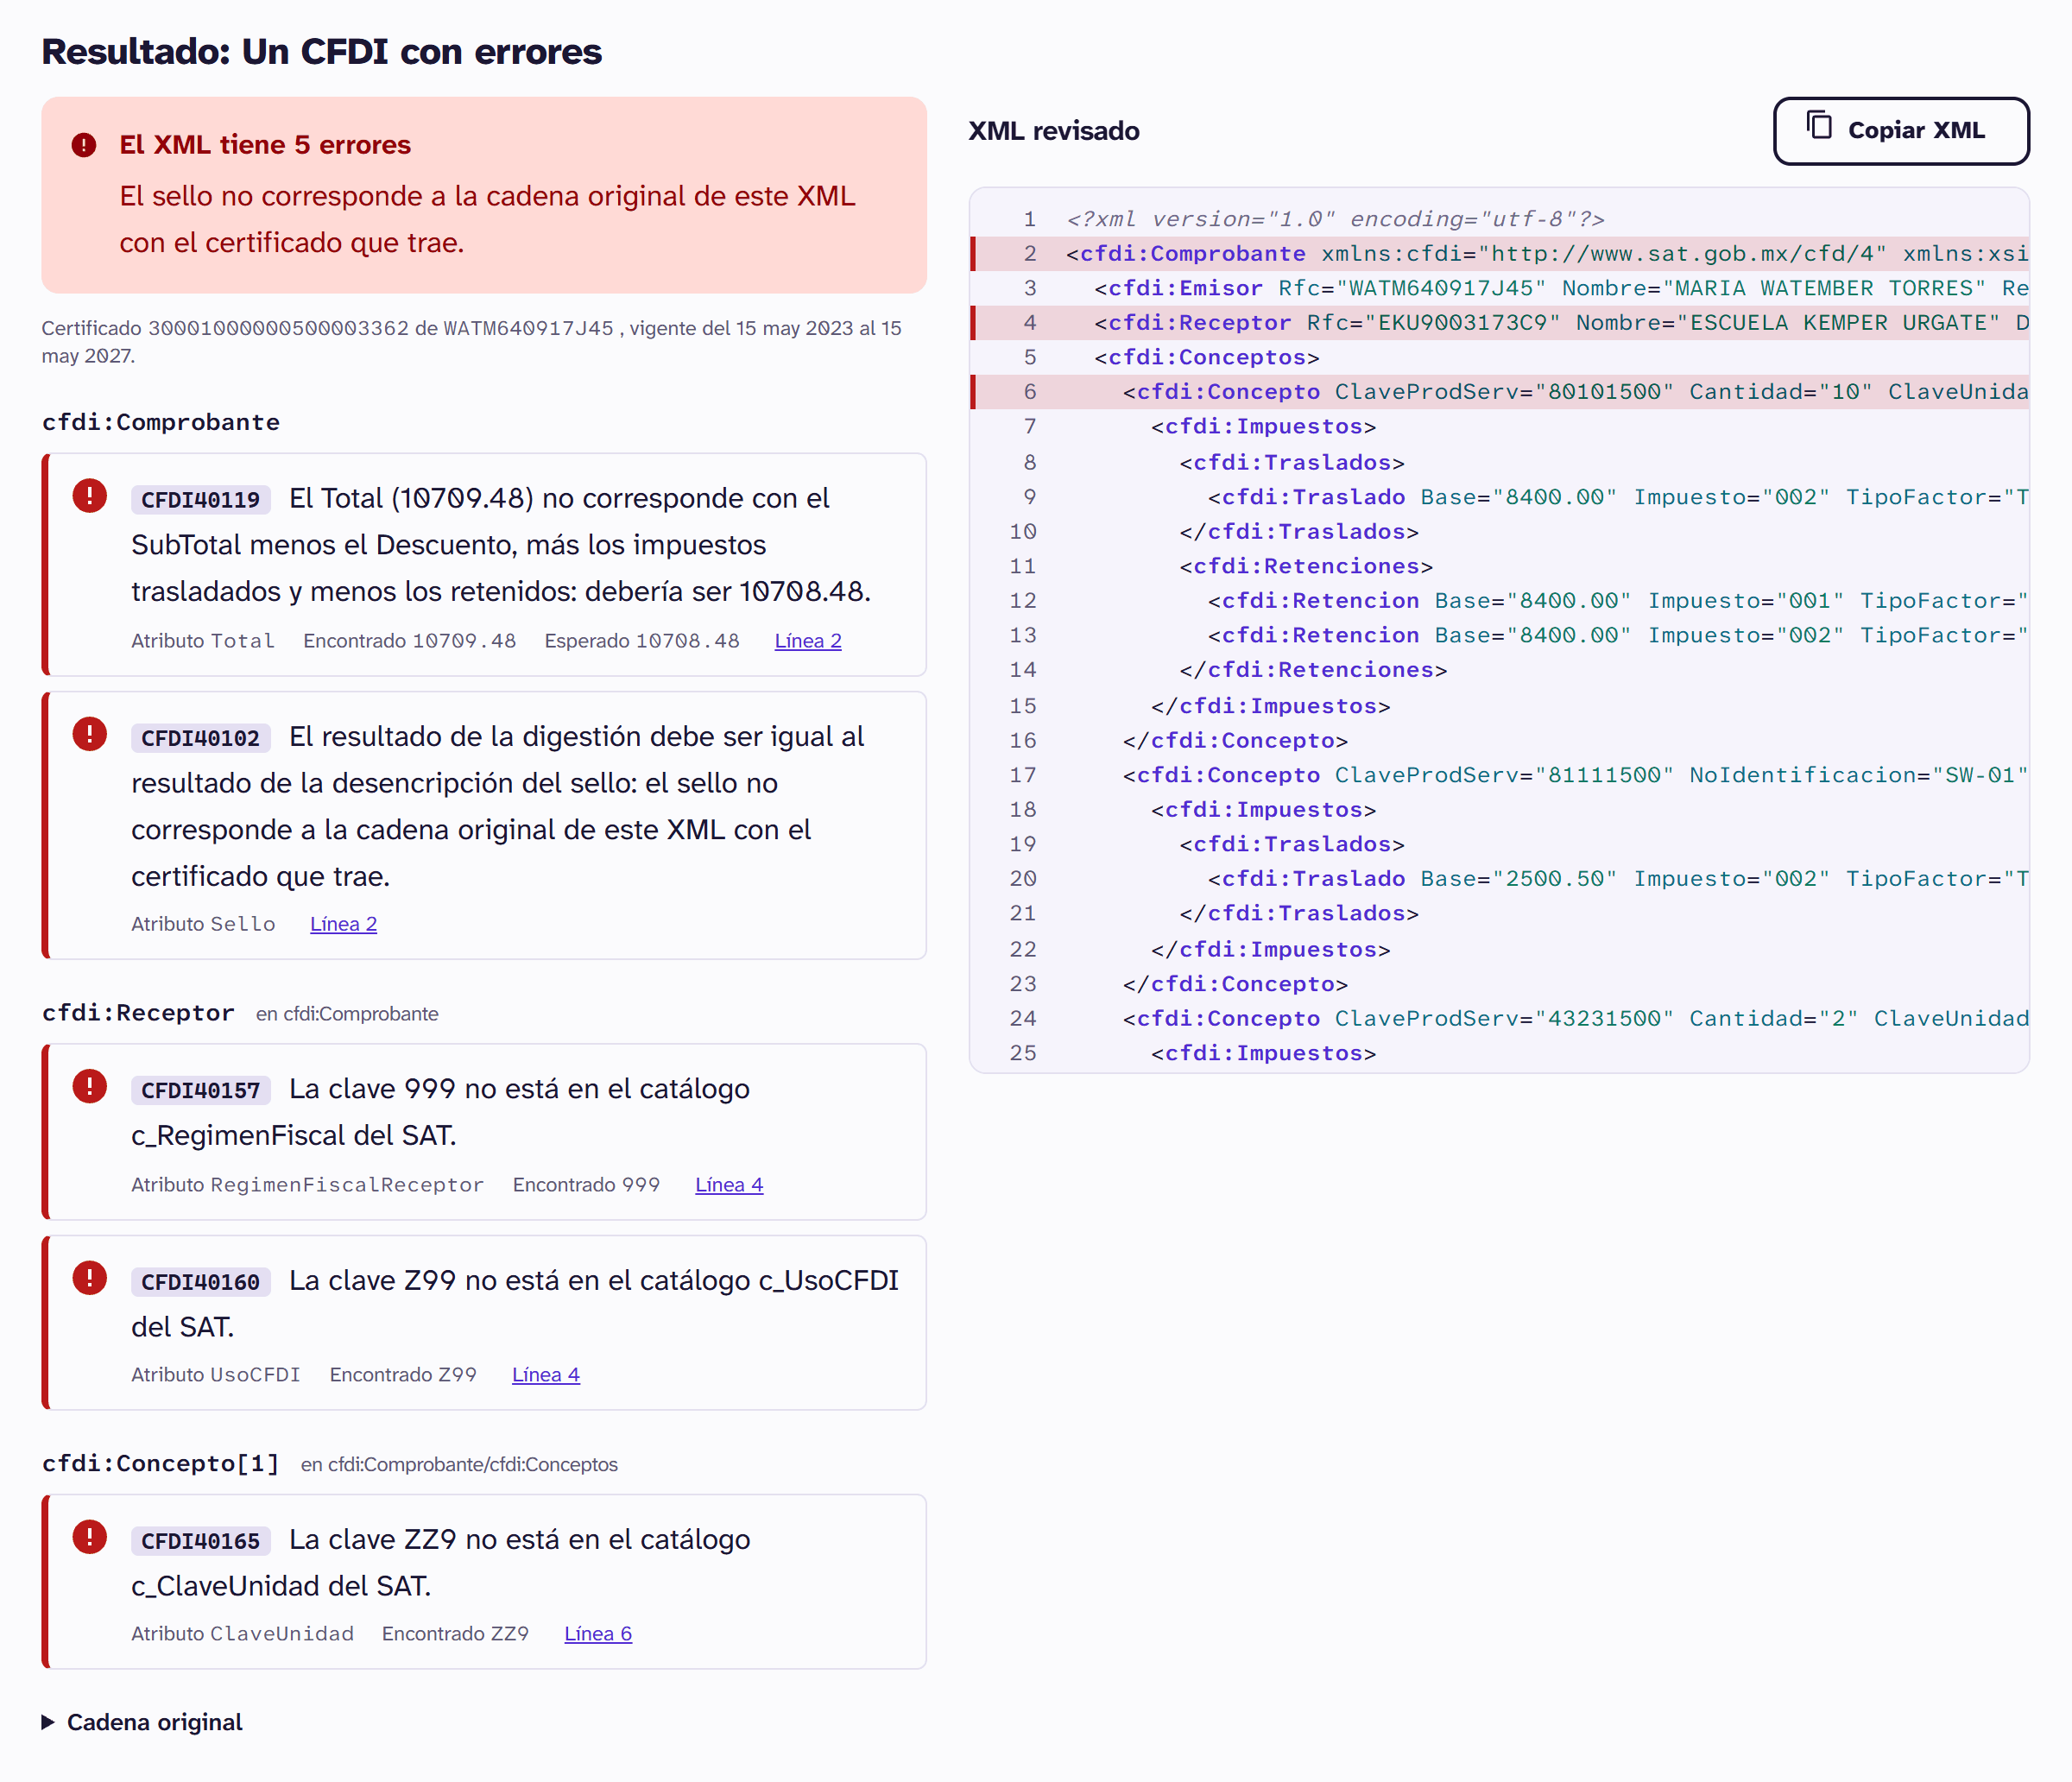 Resultado: Un CFDI con errores
El XML tiene 5 errores
El sello no corresponde a la cadena original de este XML
con el certificado que trae.
Certificado 30001000000500003362 de WATM640917J45 , vigente del 15 may 2023 al 15
may 2027.
cfdi:Comprobante
CFDI40119 El Total (10709.48) no corresponde con el
SubTotal menos el Descuento, más los impuestos
trasladados y menos los retenidos: debería ser 10708.48.
Atributo Total Encontrado 10709.48 Esperado 10708.48 Línea 2
CFDI40102 El resultado de la digestión debe ser igual al
resultado de la desencripción del sello: el sello no
corresponde a la cadena original de este XML con el
certificado que trae.
Atributo Sello Línea 2
cfdi:Receptor en cfdi:Comprobante
CFDI40157 La clave 999 no está en el catálogo
c_RegimenFiscal del SAT.
Atributo RegimenFiscalReceptor Encontrado 999 Línea 4
CFDI40160 La clave Z99 no está en el catálogo c_UsoCFDI
del SAT.
Atributo UsoCFDI Encontrado Z99 Línea 4
cfdi:Concepto[1] en cfdi:Comprobante/cfdi:Conceptos
CFDI40165 La clave ZZ9 no está en el catálogo
c_ClaveUnidad del SAT.
Atributo ClaveUnidad Encontrado ZZ9 Línea 6
Cadena original
XML revisado
Copiar XML
1 <?xml version="1.0" encoding="utf-8"?>
2 <cfdi:Comprobante xmlns:cfdi="http://www.sat.gob.mx/cfd/4" xmlns:xsi
3 <cfdi:Emisor Rfc="WATM640917J45" Nombre="MARIA WATEMBER TORRES" Re
4 <cfdi:Receptor Rfc="EKU9003173C9" Nombre="ESCUELA KEMPER URGATE" D
5 <cfdi:Conceptos>
6 <cfdi:Concepto ClaveProdServ="80101500" Cantidad="10" ClaveUnida
7 <cfdi:Impuestos>
8 <cfdi:Traslados>
9 <cfdi:Traslado Base="8400.00" Impuesto="002" TipoFactor="T
10 </cfdi:Traslados>
11 <cfdi:Retenciones>
12 <cfdi:Retencion Base="8400.00" Impuesto="001" TipoFactor="
13 <cfdi:Retencion Base="8400.00" Impuesto="002" TipoFactor="
14 </cfdi:Retenciones>
15 </cfdi:Impuestos>
16 </cfdi:Concepto>
17 <cfdi:Concepto ClaveProdServ="81111500" NoIdentificacion="SW-01"
18 <cfdi:Impuestos>
19 <cfdi:Traslados>
20 <cfdi:Traslado Base="2500.50" Impuesto="002" TipoFactor="T
21 </cfdi:Traslados>
22 </cfdi:Impuestos>
23 </cfdi:Concepto>
24 <cfdi:Concepto ClaveProdServ="43231500" Cantidad="2" ClaveUnidad
25 <cfdi:Impuestos>